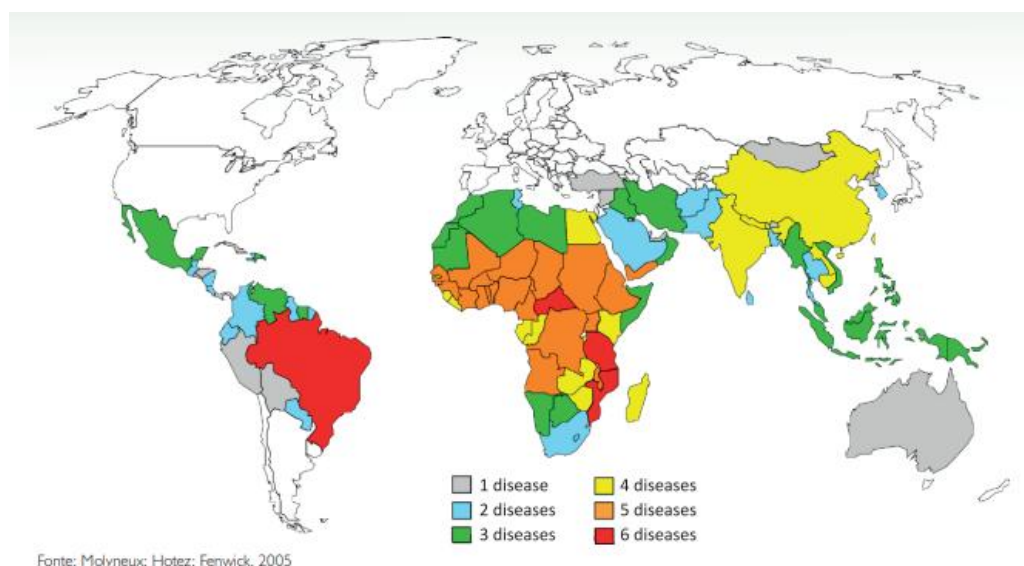 1 disease
2 diseases
3 diseases
4 diseases
5 diseases
6 diseases
Fonte: Molyneux; Hotez; Fenwick, 2005